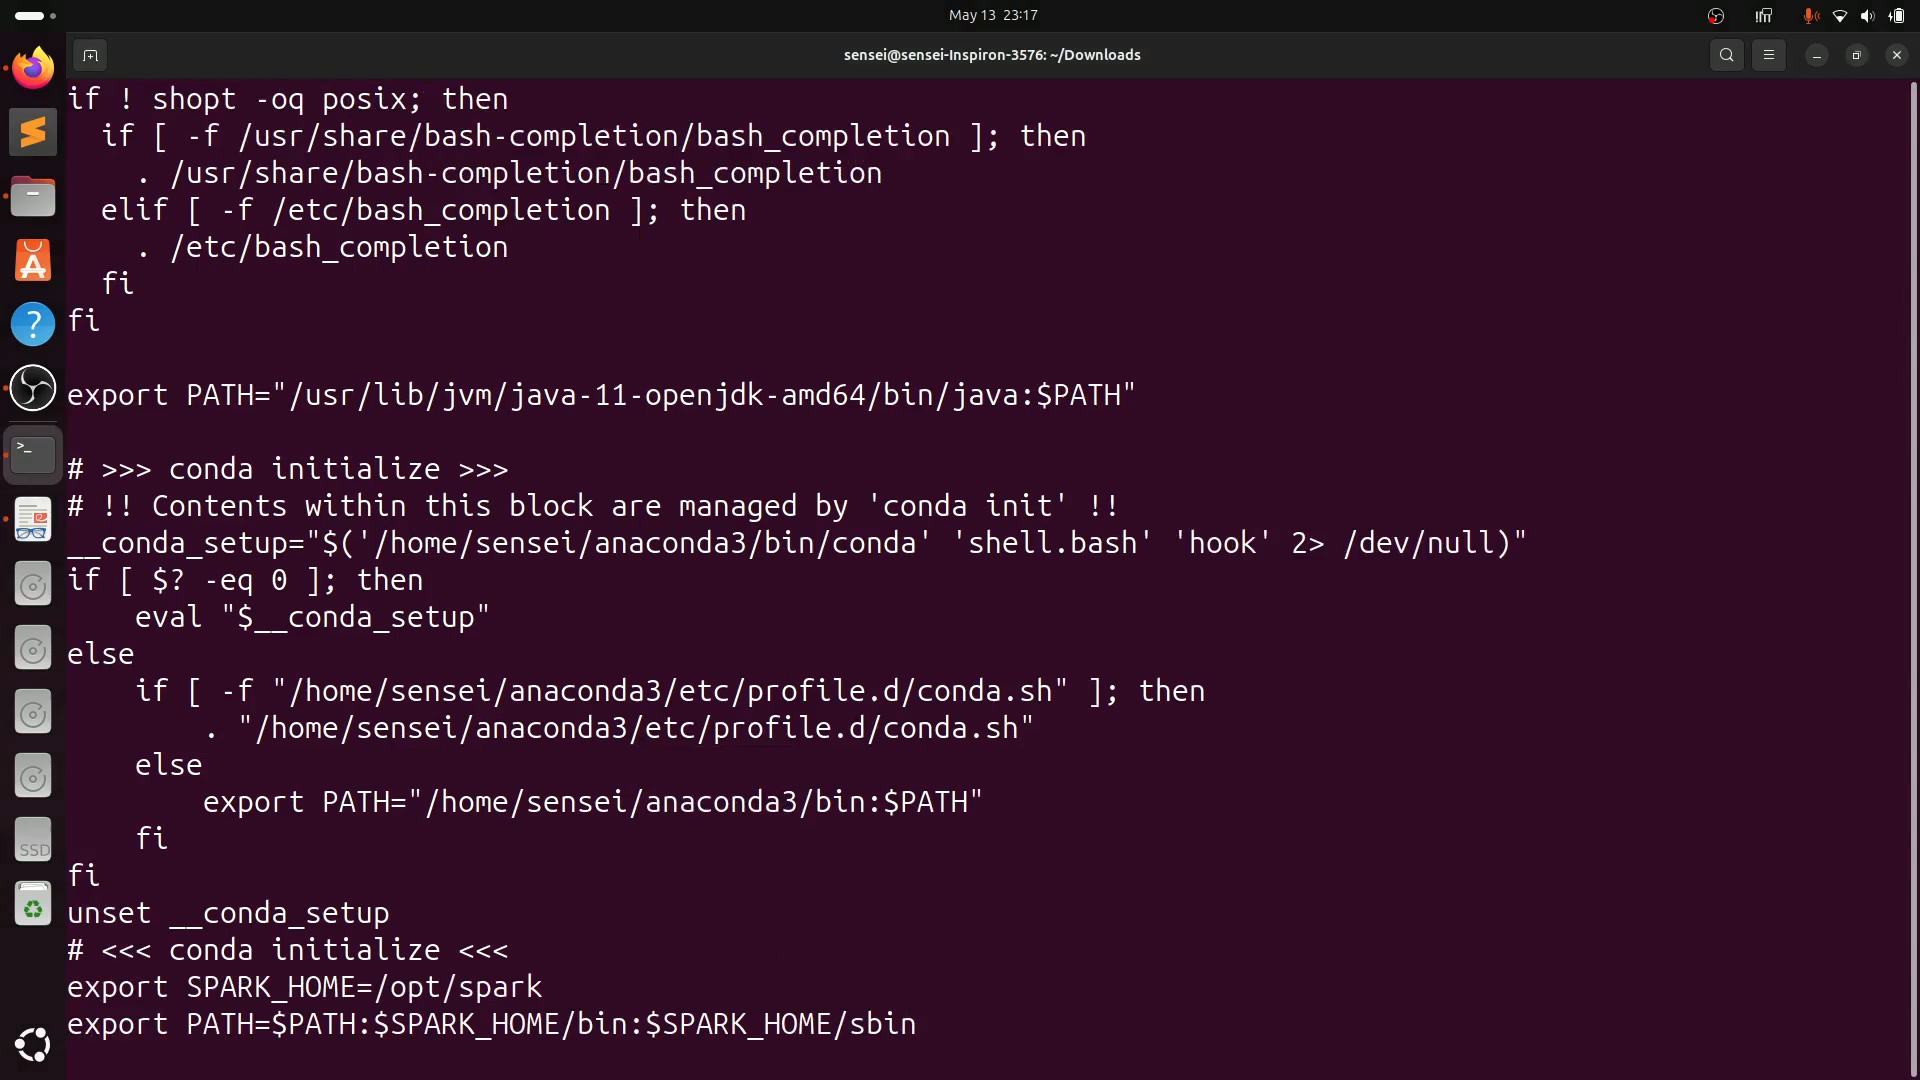 May 13 23:17
sensei@sensei-Inspiron-3576: ~/Downloads
if ! shopt -oq posix; then
  if [ -f /usr/share/bash-completion/bash_completion ]; then
    . /usr/share/bash-completion/bash_completion
  elif [ -f /etc/bash_completion ]; then
    . /etc/bash_completion
  fi
fi

export PATH="/usr/lib/jvm/java-11-openjdk-amd64/bin/java:$PATH"

# >>> conda initialize >>>
# !! Contents within this block are managed by 'conda init' !!
__conda_setup="$('/home/sensei/anaconda3/bin/conda' 'shell.bash' 'hook' 2> /dev/null)"
if [ $? -eq 0 ]; then
    eval "$__conda_setup"
else
    if [ -f "/home/sensei/anaconda3/etc/profile.d/conda.sh" ]; then
        . "/home/sensei/anaconda3/etc/profile.d/conda.sh"
    else
        export PATH="/home/sensei/anaconda3/bin:$PATH"
    fi
fi
unset __conda_setup
# <<< conda initialize <<<
export SPARK_HOME=/opt/spark
export PATH=$PATH:$SPARK_HOME/bin:$SPARK_HOME/sbin
SSD